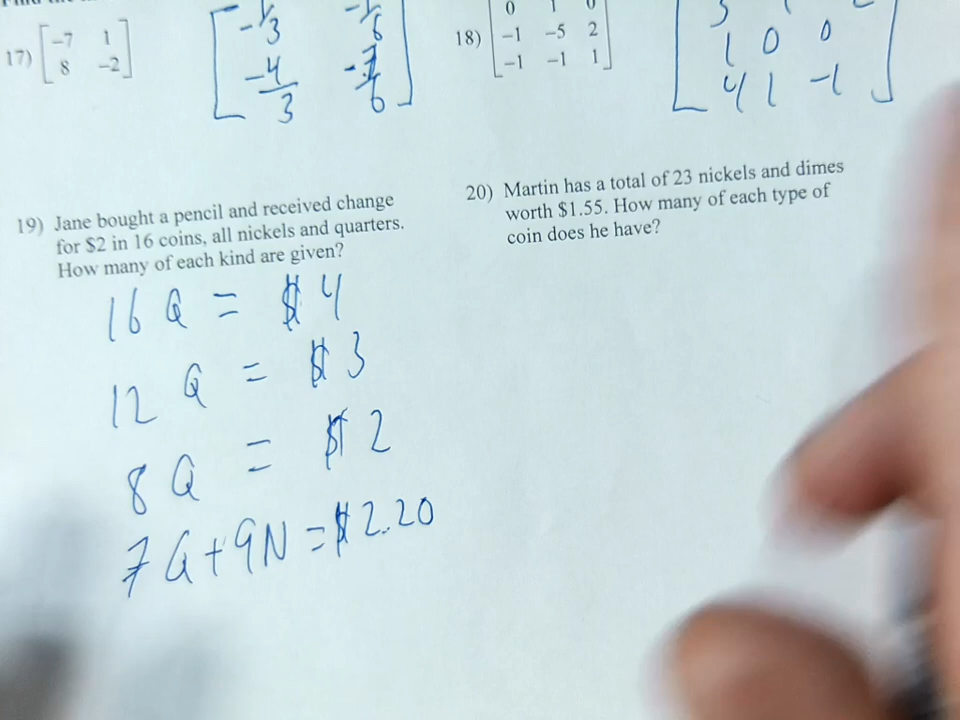 17) -7 1
8 -2
-1/3 -1/6
-4/3 -7/6
18) 0 1 0
-1 -5 2
-1 -1 1
1 0 0
4 1 -1
19) Jane bought a pencil and received change
for $2 in 16 coins, all nickels and quarters.
How many of each kind are given?
16 Q = $4
12 Q = $3
8 Q = $2
7Q+9N=$2.20
20) Martin has a total of 23 nickels and dimes
worth $1.55. How many of each type of
coin does he have?